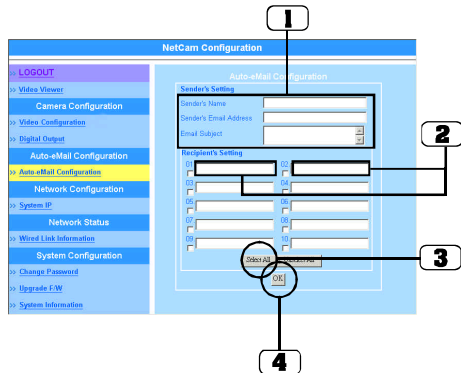 1
NetCam Configuration
>> LOGOUT
>> Video Viewer
Camera Configuration
>> Video Configuration
>> Digital Output
Auto-eMail Configuration
>> Auto-eMail Configuration
Network Configuration
>> System IP
Network Status
>> Wired Link Information
System Configuration
>> Change Password
>> Upgrade F/W
>> System Information
Auto-eMail Configuration
Sender's Setting
Sender's Name
Sender's Email Address
Email Subject
Recipient's Setting
01 02
03 04
05 06
07 08
09 10
Select All All
OK
2
3
4